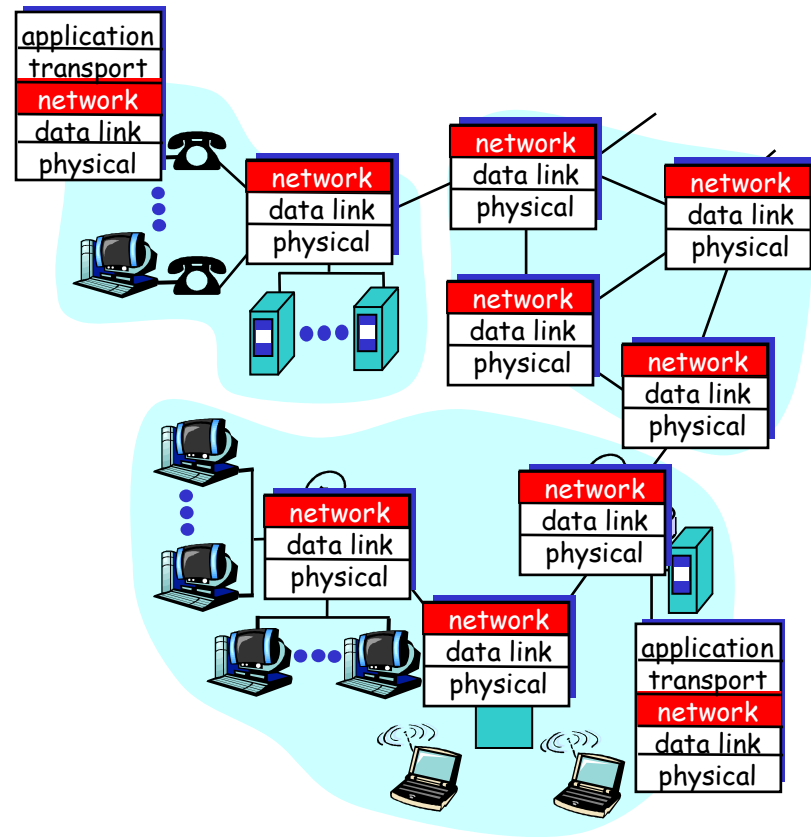 application
transport
network
data link
physical
network
data link
physical
network
data link
physical
network
data link
physical
network
data link
physical
network
data link
physical
network
data link
physical
network
data link
physical
network
data link
physical
application
transport
network
data link
physical